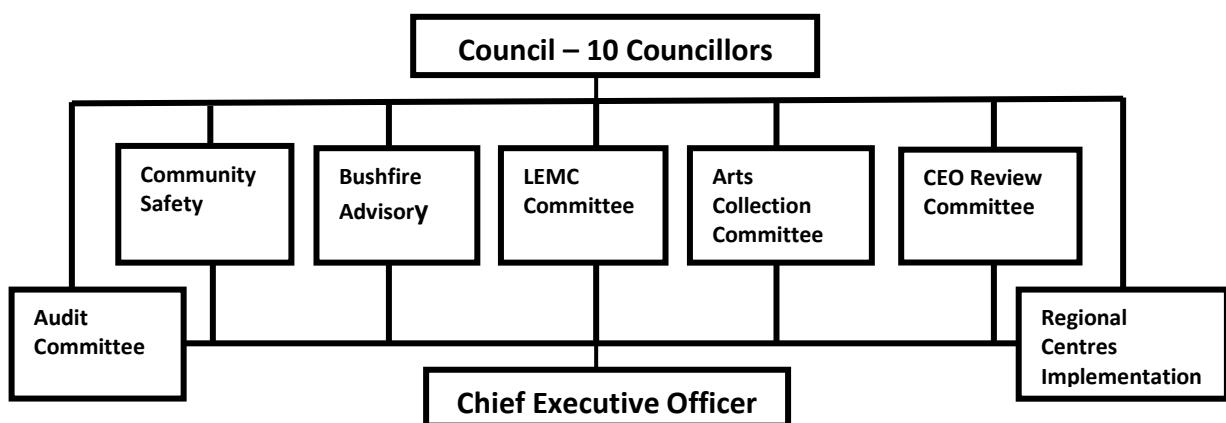 Council – 10 Councillors
Community
Safety
Bushfire
Advisory
LEMC
Committee
Arts
Collection
Committee
CEO Review
Committee
Audit
Committee
Regional
Centres
Implementation
Chief Executive Officer